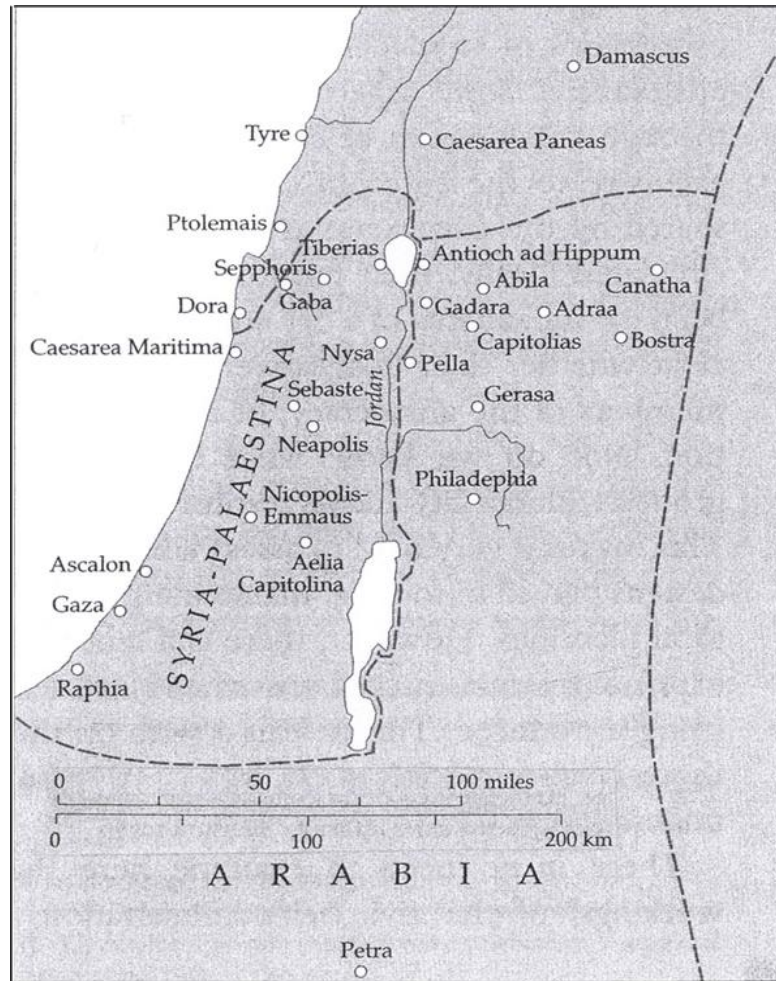 Damascus
Tyre
Caesarea Paneas
Ptolemais
Tiberias
Antioch ad Hippum
Sepphoris
Abila
Canatha
Gaba
Gadara
Adraa
Dora
Capitolias
Bostra
Caesarea Maritima
Nysa
Pella
Jordan
Sebaste
Gerasa
Neapolis
SYRIA-PALAESTINA
Philadephia
Nicopolis-
Emmaus
Aelia
Capitolina
Ascalon
Gaza
Raphia
0 50 100 miles
0 100 200 km
ARABIA
Petra